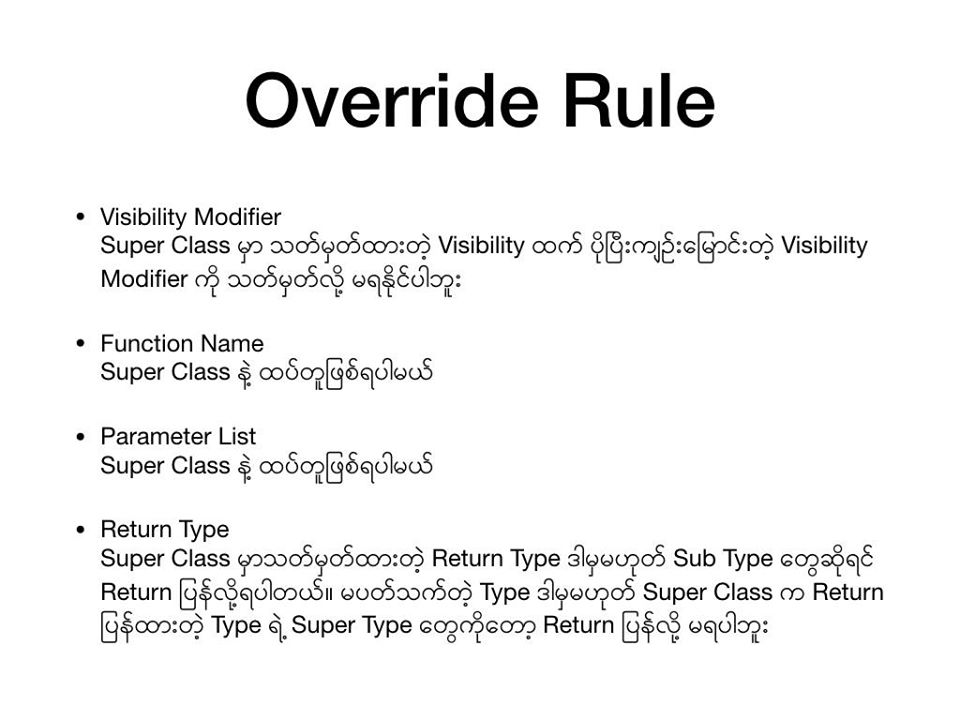 Override Rule
• Visibility Modifier
Super Class မှာ သတ်မှတ်ထားတဲ့ Visibility ထက် ပိုပြီးကျဉ်းမြောင်းတဲ့ Visibility
Modifier ကို သတ်မှတ်လို့ မရနိုင်ပါဘူး
• Function Name
Super Class နဲ့ ထပ်တူဖြစ်ရပါမယ်
• Parameter List
Super Class နဲ့ ထပ်တူဖြစ်ရပါမယ်
• Return Type
Super Class မှာသတ်မှတ်ထားတဲ့ Return Type ဒါမှမဟုတ် Sub Type တွေဆိုရင်
Return ပြန်လို့ရပါတယ်။ မပတ်သက်တဲ့ Type ဒါမှမဟုတ် Super Class က Return
ပြန်ထားတဲ့ Type ရဲ့ Super Type တွေကိုတော့ Return ပြန်လို့ မရပါဘူး